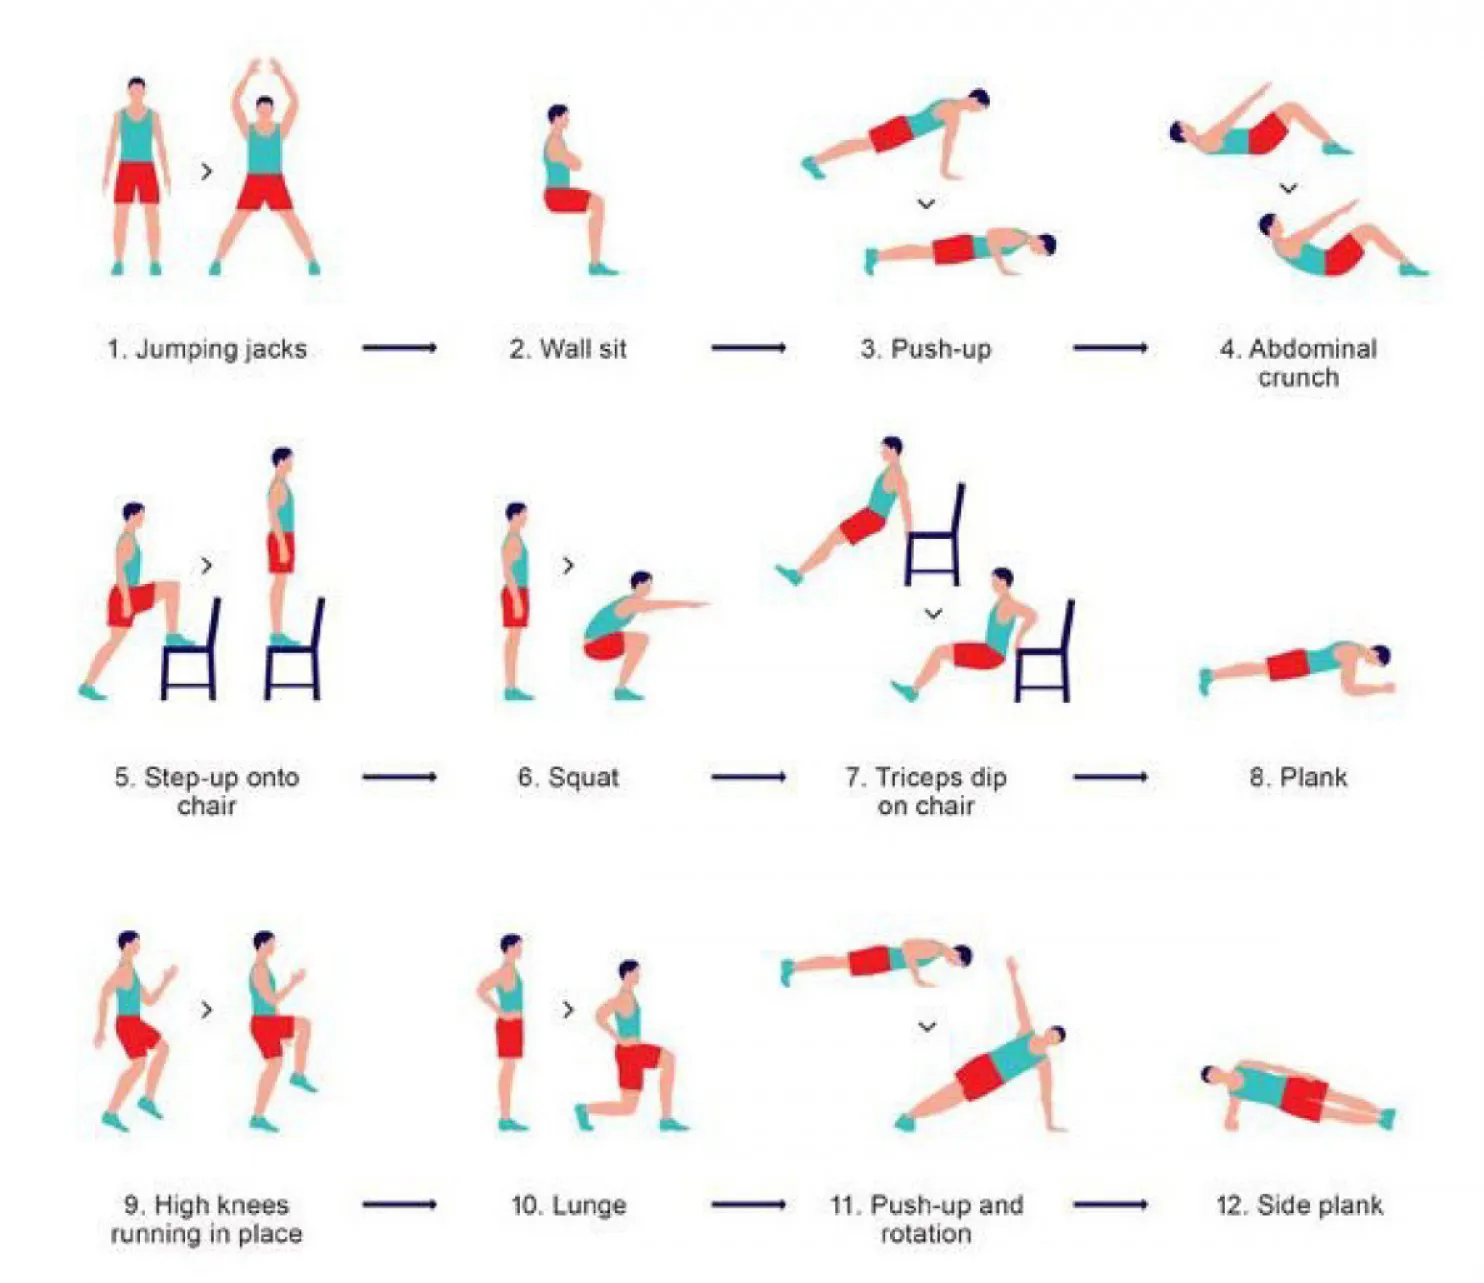 1. Jumping jacks
2. Wall sit
3. Push-up
4. Abdominal
crunch
5. Step-up onto
chair
6. Squat
7. Triceps dip
on chair
8. Plank
9. High knees
running in place
10. Lunge
11. Push-up and
rotation
12. Side plank